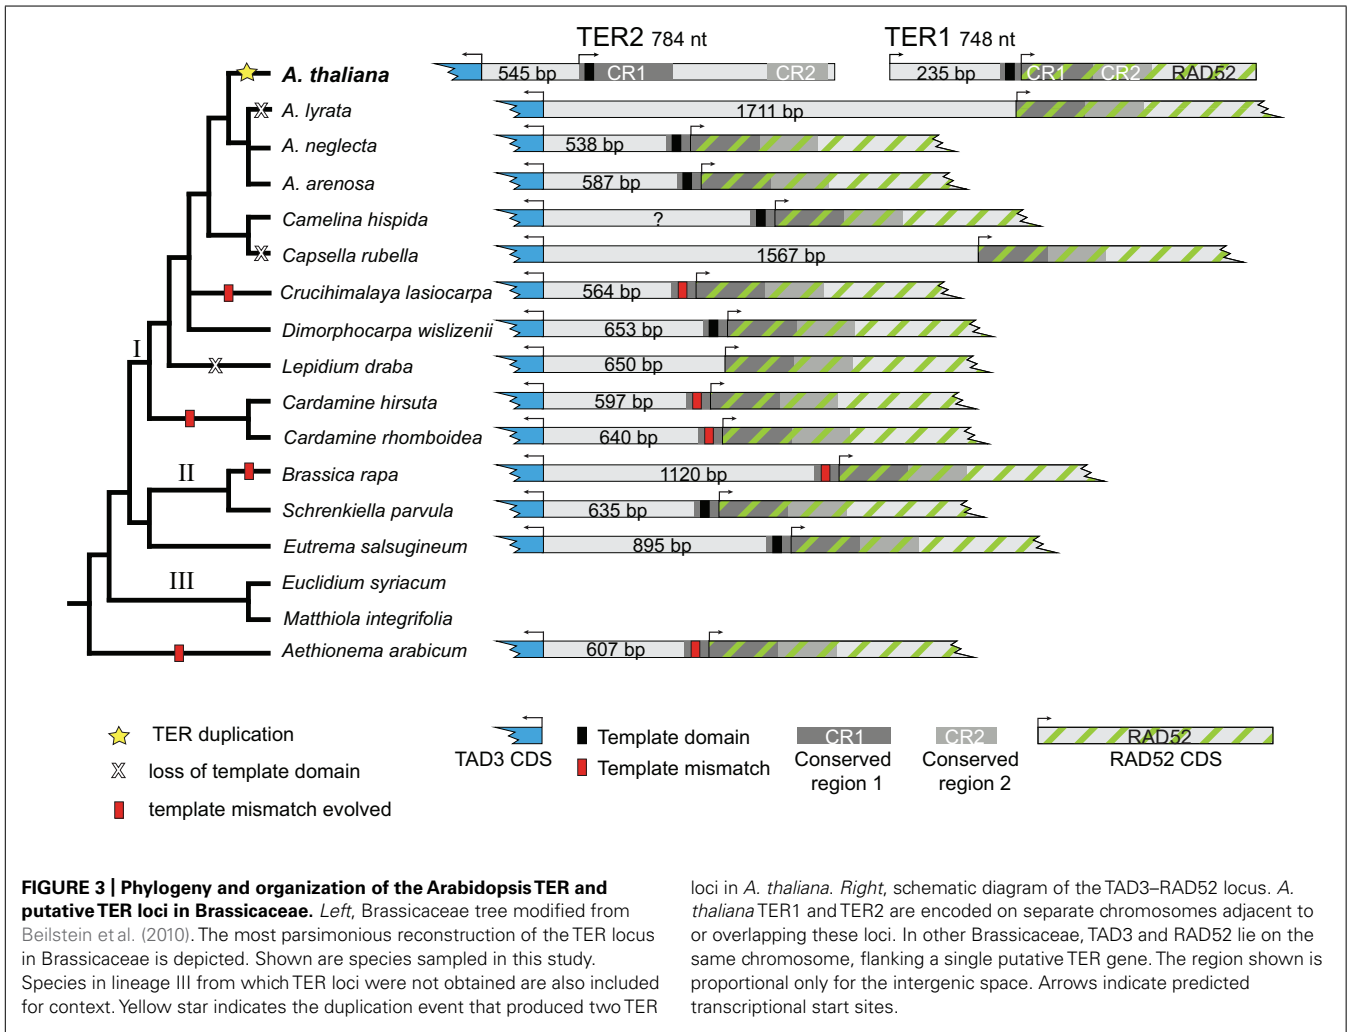 TER2 784 nt
TER1 748 nt
A. thaliana
545 bp
CR1
CR2
235 bp
CR1
CR2
RAD52
A. lyrata
1711 bp
A. neglecta
538 bp
A. arenosa
587 bp
Camelina hispida
?
Capsella rubella
1567 bp
Crucihimalaya lasiocarpa
564 bp
Dimorphocarpa wislizenii
653 bp
I
Lepidium draba
650 bp
Cardamine hirsuta
597 bp
Cardamine rhomboidea
640 bp
II
Brassica rapa
1120 bp
Schrenkiella parvula
635 bp
Eutrema salsugineum
895 bp
III
Euclidium syriacum
Matthiola integrifolia
Aethionema arabicum
607 bp
TER duplication
loss of template domain
template mismatch evolved
TAD3 CDS
Template domain
Template mismatch
CR1
Conserved
region 1
CR2
Conserved
region 2
RAD52
RAD52 CDS
FIGURE 3 | Phylogeny and organization of the Arabidopsis TER and
putative TER loci in Brassicaceae. Left, Brassicaceae tree modified from
Beilstein et al. (2010). The most parsimonious reconstruction of the TER locus
in Brassicaceae is depicted. Shown are species sampled in this study.
Species in lineage III from which TER loci were not obtained are also included
for context. Yellow star indicates the duplication event that produced two TER
loci in A. thaliana. Right, schematic diagram of the TAD3–RAD52 locus. A.
thaliana TER1 and TER2 are encoded on separate chromosomes adjacent to
or overlapping these loci. In other Brassicaceae, TAD3 and RAD52 lie on the
same chromosome, flanking a single putative TER gene. The region shown is
proportional only for the intergenic space. Arrows indicate predicted
transcriptional start sites.